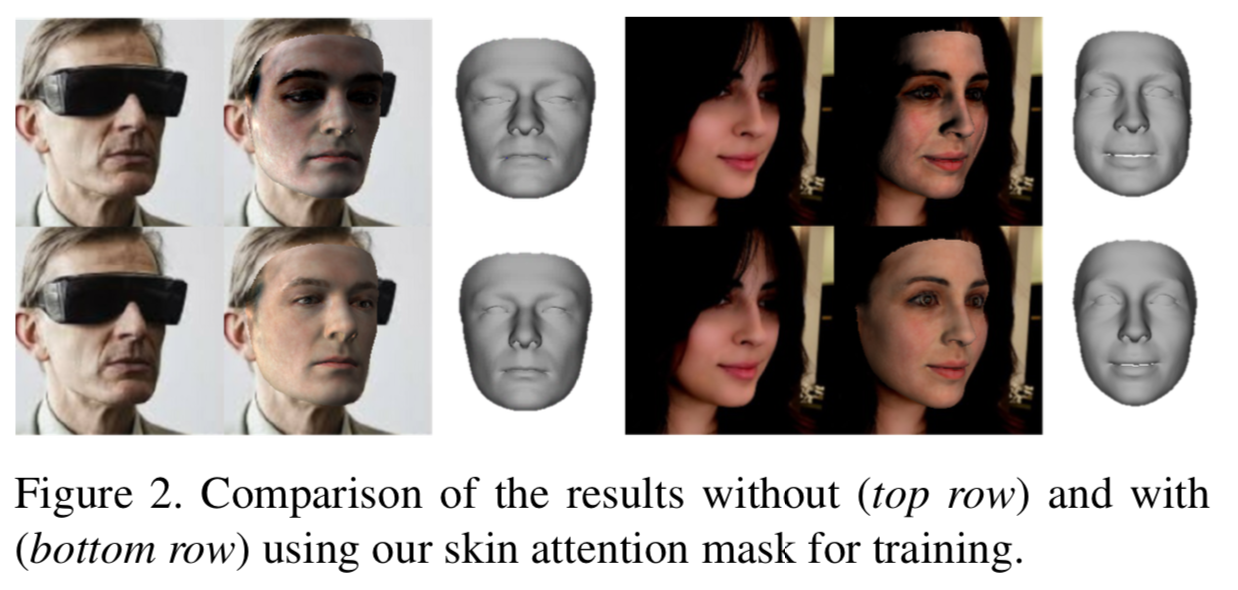 Figure 2. Comparison of the results without (top row) and with
(bottom row) using our skin attention mask for training.